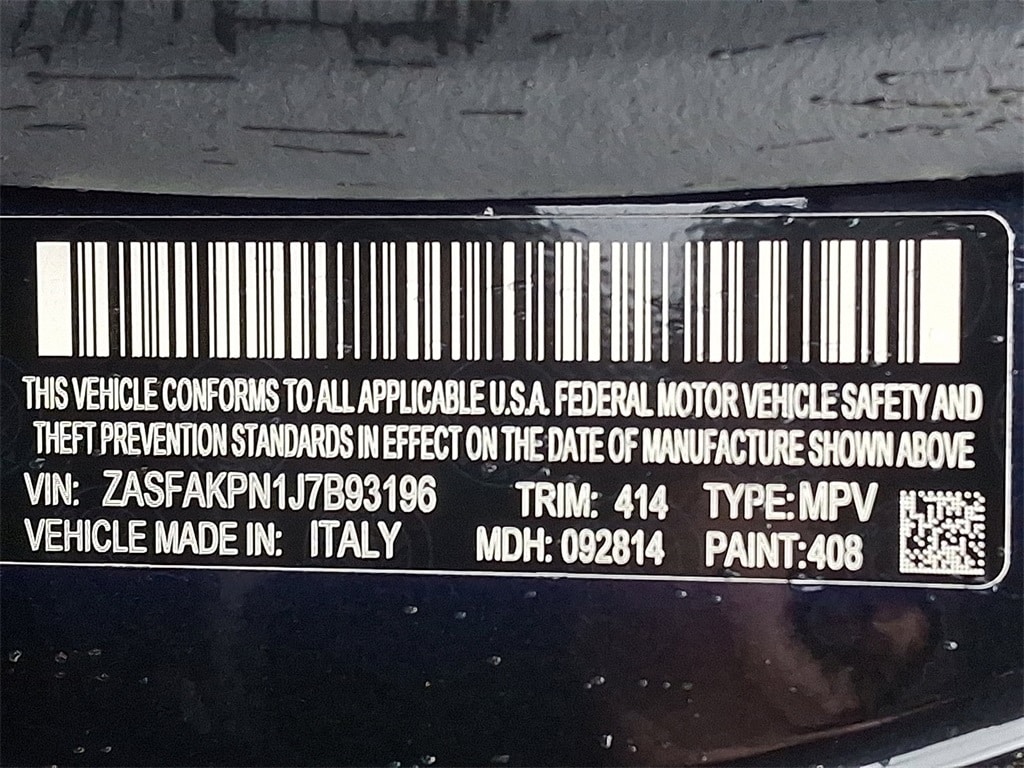 THIS VEHICLE CONFORMS TO ALL APPLICABLE U.S.A. FEDERAL MOTOR VEHICLE SAFETY AND
THEFT PREVENTION STANDARDS IN EFFECT ON THE DATE OF MANUFACTURE SHOWN ABOVE
VIN: ZASFAKPN1J7B93196 TRIM: 414 TYPE: MPV
VEHICLE MADE IN: ITALY MDH: 092814 PAINT: 408